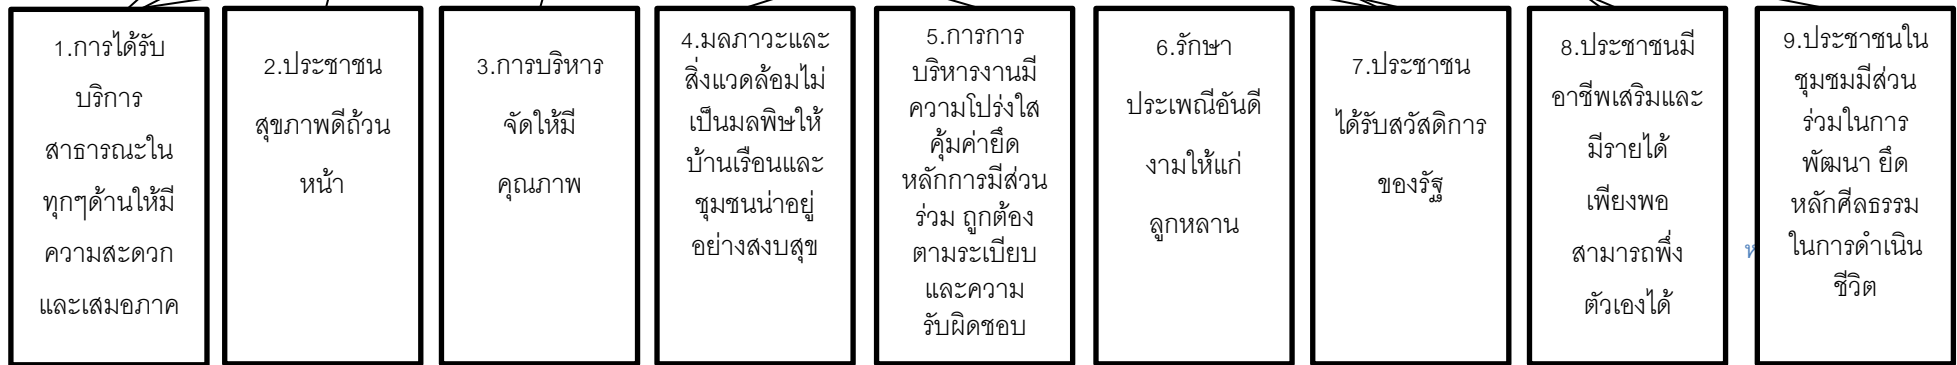 1.การได้รับ
บริการ
สาธารณะใน
ทุกๆด้านให้มี
ความสะดวก
และเสมอภาค
2.ประชาชน
สุขภาพดีถ้วน
หน้า
3.การบริหาร
จัดให้มี
คุณภาพ
4.มลภาวะและ
สิ่งแวดล้อมไม่
เป็นมลพิษให้
บ้านเรือนและ
ชุมชนน่าอยู่
อย่างสงบสุข
5.การการ
บริหารงานมี
ความโปร่งใส
คุ้มค่ายึด
หลักการมีส่วน
ร่วม ถูกต้อง
ตามระเบียบ
และความ
รับผิดชอบ
6.รักษา
ประเพณีอันดี
งามให้แก่
ลูกหลาน
7.ประชาชน
ได้รับสวัสดิการ
ของรัฐ
8.ประชาชนมี
อาชีพเสริมและ
มีรายได้
เพียงพอ
สามารถพึ่ง
ตัวเองได้
9.ประชาชนใน
ชุมชมมีส่วน
ร่วมในการ
พัฒนา ยึด
หลักศีลธรรม
ในการดำเนิน
ชีวิต